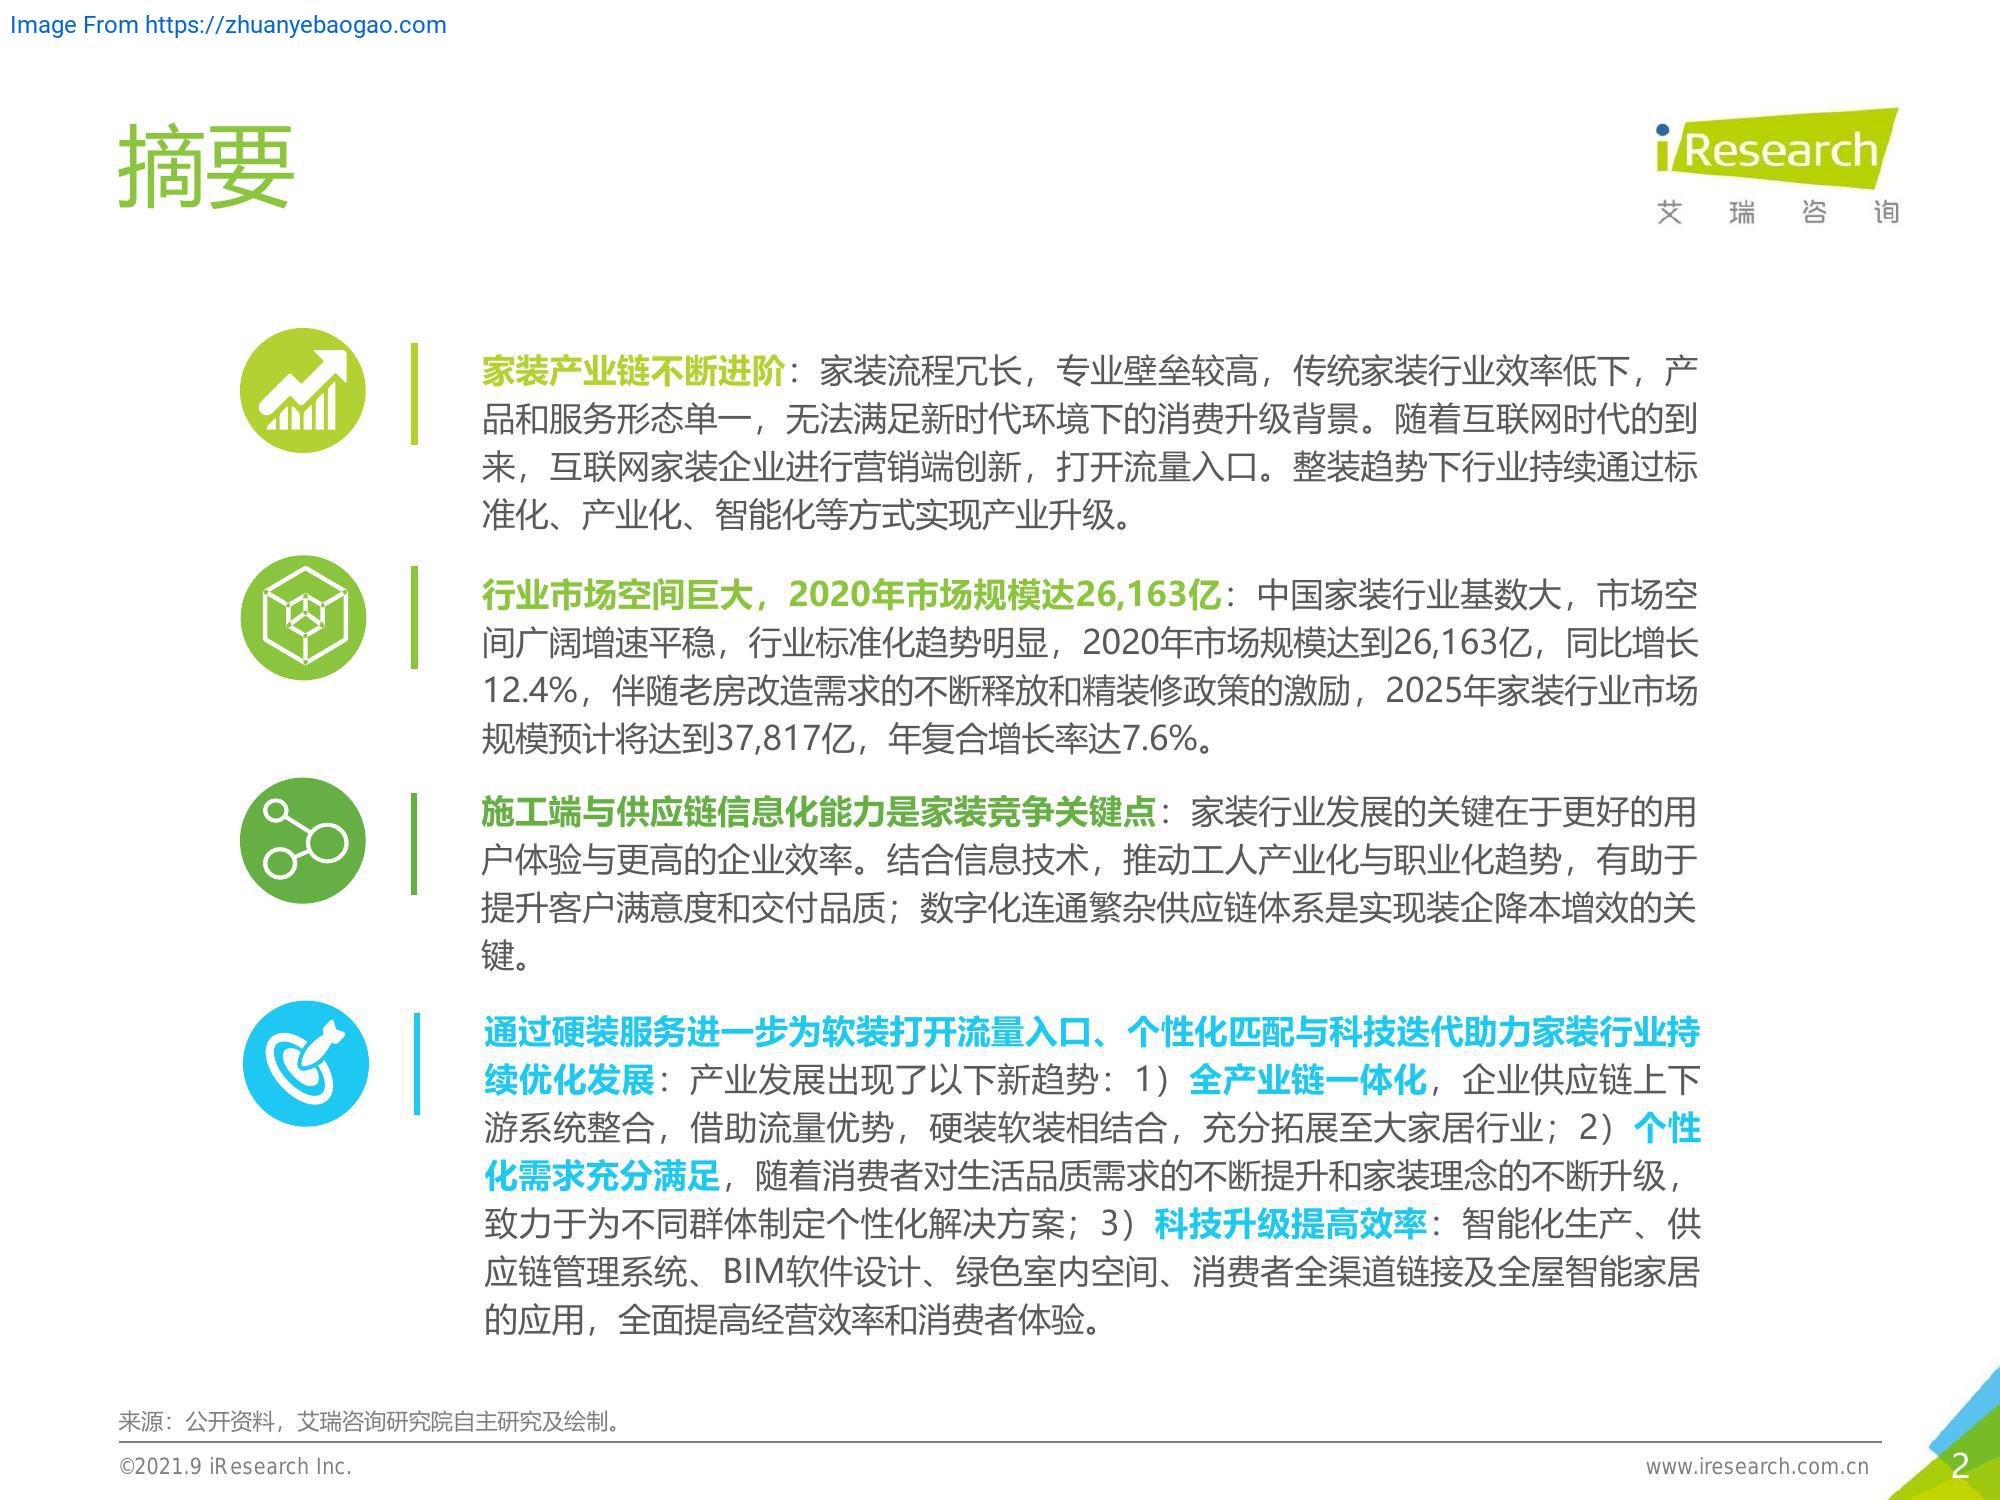 Image From https://zhuanyebaogao.com
摘要
iResearch
艾瑞咨询
家装产业链不断进阶：家装流程冗长，专业壁垒较高，传统家装行业效率低下，产
品和服务形态单一，无法满足新时代环境下的消费升级背景。随着互联网时代的到
来，互联网家装企业进行营销端创新，打开流量入口。整装趋势下行业持续通过标
准化、产业化、智能化等方式实现产业升级。
行业市场空间巨大，2020年市场规模达26,163亿：中国家装行业基数大，市场空
间广阔增速平稳，行业标准化趋势明显，2020年市场规模达到26,163亿，同比增长
12.4%，伴随老房改造需求的不断释放和精装修政策的激励，2025年家装行业市场
规模预计将达到37,817亿，年复合增长率达7.6%。
施工端与供应链信息化能力是家装竞争关键点：家装行业发展的关键在于更好的用
户体验与更高的企业效率。结合信息技术，推动工人产业化与职业化趋势，有助于
提升客户满意度和交付品质；数字化连通繁杂供应链体系是实现装企降本增效的关
键。
通过硬装服务进一步为软装打开流量入口、个性化匹配与科技迭代助力家装行业持
续优化发展：产业发展出现了以下新趋势：1）全产业链一体化，企业供应链上下
游系统整合，借助流量优势，硬装软装相结合，充分拓展至大家居行业；2）个性
化需求充分满足，随着消费者对生活品质需求的不断提升和家装理念的不断升级，
致力于为不同群体制定个性化解决方案；3）科技升级提高效率：智能化生产、供
应链管理系统、BIM软件设计、绿色室内空间、消费者全渠道链接及全屋智能家居
的应用，全面提高经营效率和消费者体验。
来源：公开资料，艾瑞咨询研究院自主研究及绘制。
©2021.9 iResearch Inc.
www.iresearch.com.cn
2